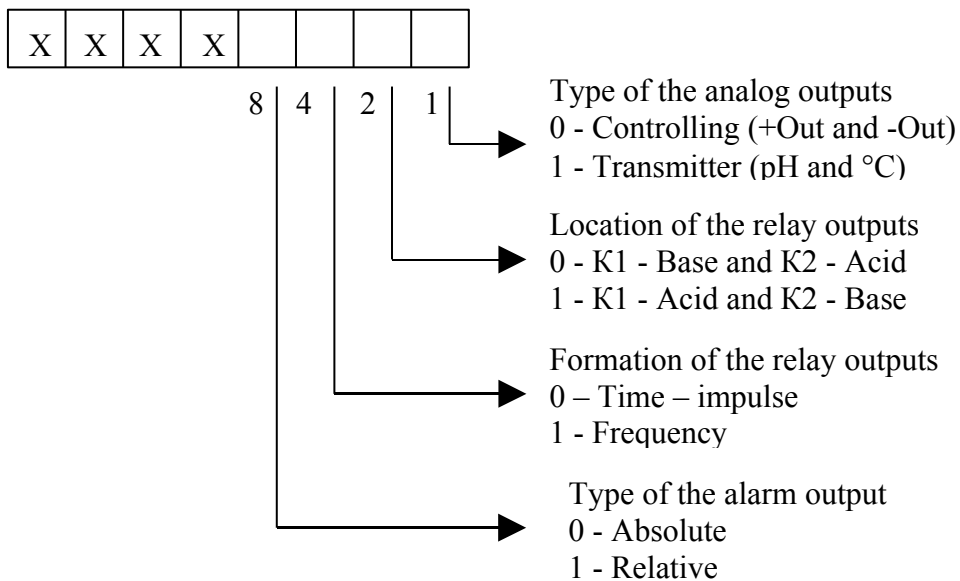 X X X X
8 4 2 1
Type of the analog outputs
0 - Controlling (+Out and -Out)
1 - Transmitter (pH and °C)
Location of the relay outputs
0 - K1 - Base and K2 - Acid
1 - K1 - Acid and K2 - Base
Formation of the relay outputs
0 – Time – impulse
1 - Frequency
Type of the alarm output
0 - Absolute
1 - Relative